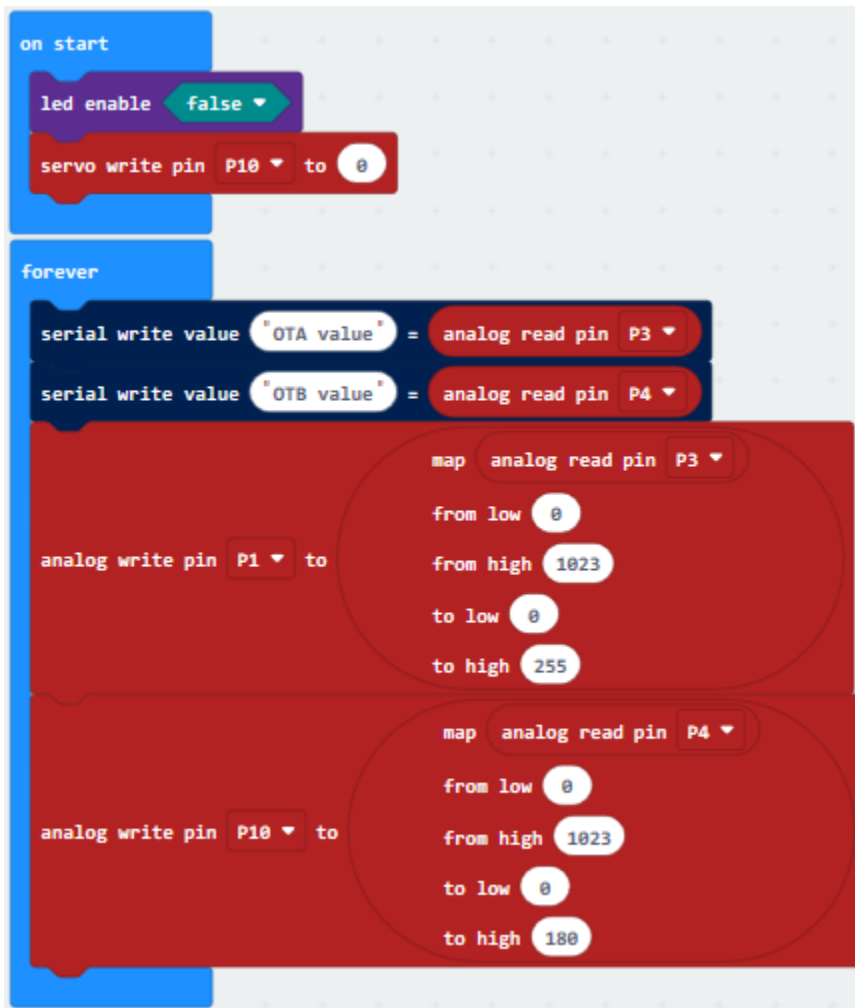 on start
led enable false
servo write pin P10 to 0
forever
serial write value "OTA value" = analog read pin P3
serial write value "OTB value" = analog read pin P4
map analog read pin P3
from low 0
analog write pin P1 to from high 1023
to low 0
to high 255
map analog read pin P4
from low 0
analog write pin P10 to from high 1023
to low 0
to high 180